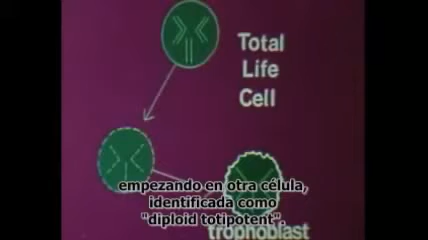 Total
Life
Cell
empezando en otra célula,
identificada como
"diploid totipotent".
trophoblast